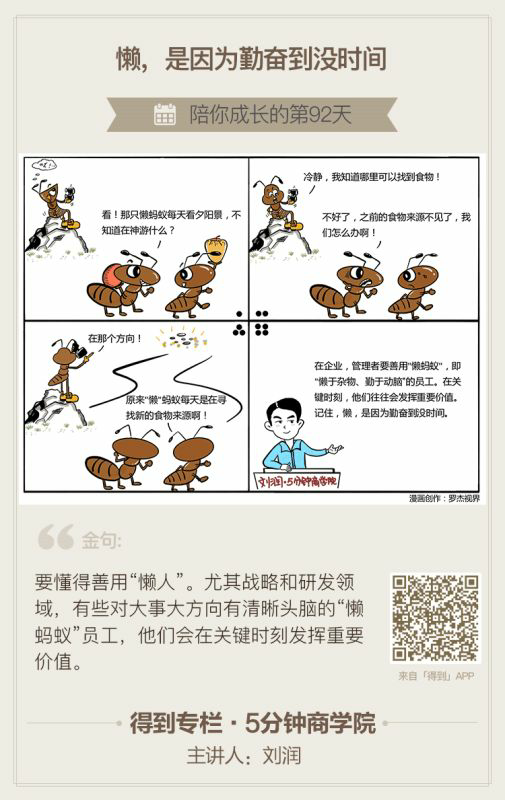 懒，是因为勤奋到没时间
陪你成长的第92天
看！那只懒蚂蚁每天看夕阳景，不
知道在神游什么？
冷静，我知道哪里可以找到食物！
不好了，之前的食物来源不见了，我
们怎么办啊！
在那个方向！
原来“懒”蚂蚁每天是在寻
找新的食物来源啊！
在企业，管理者要善用“懒蚂蚁”，即
“懒于杂物、勤于动脑”的员工。在关
键时刻，他们往往会发挥重要价值。
记住，懒，是因为勤奋到没时间。
刘润·5分钟商学院
漫画创作：罗杰视界
金句:
要懂得善用“懒人”。尤其战略和研发领
域，有些对大事大方向有清晰头脑的“懒
蚂蚁”员工，他们会在关键时刻发挥重要
价值。
来自「得到」APP
得到专栏·5分钟商学院
主讲人：刘润